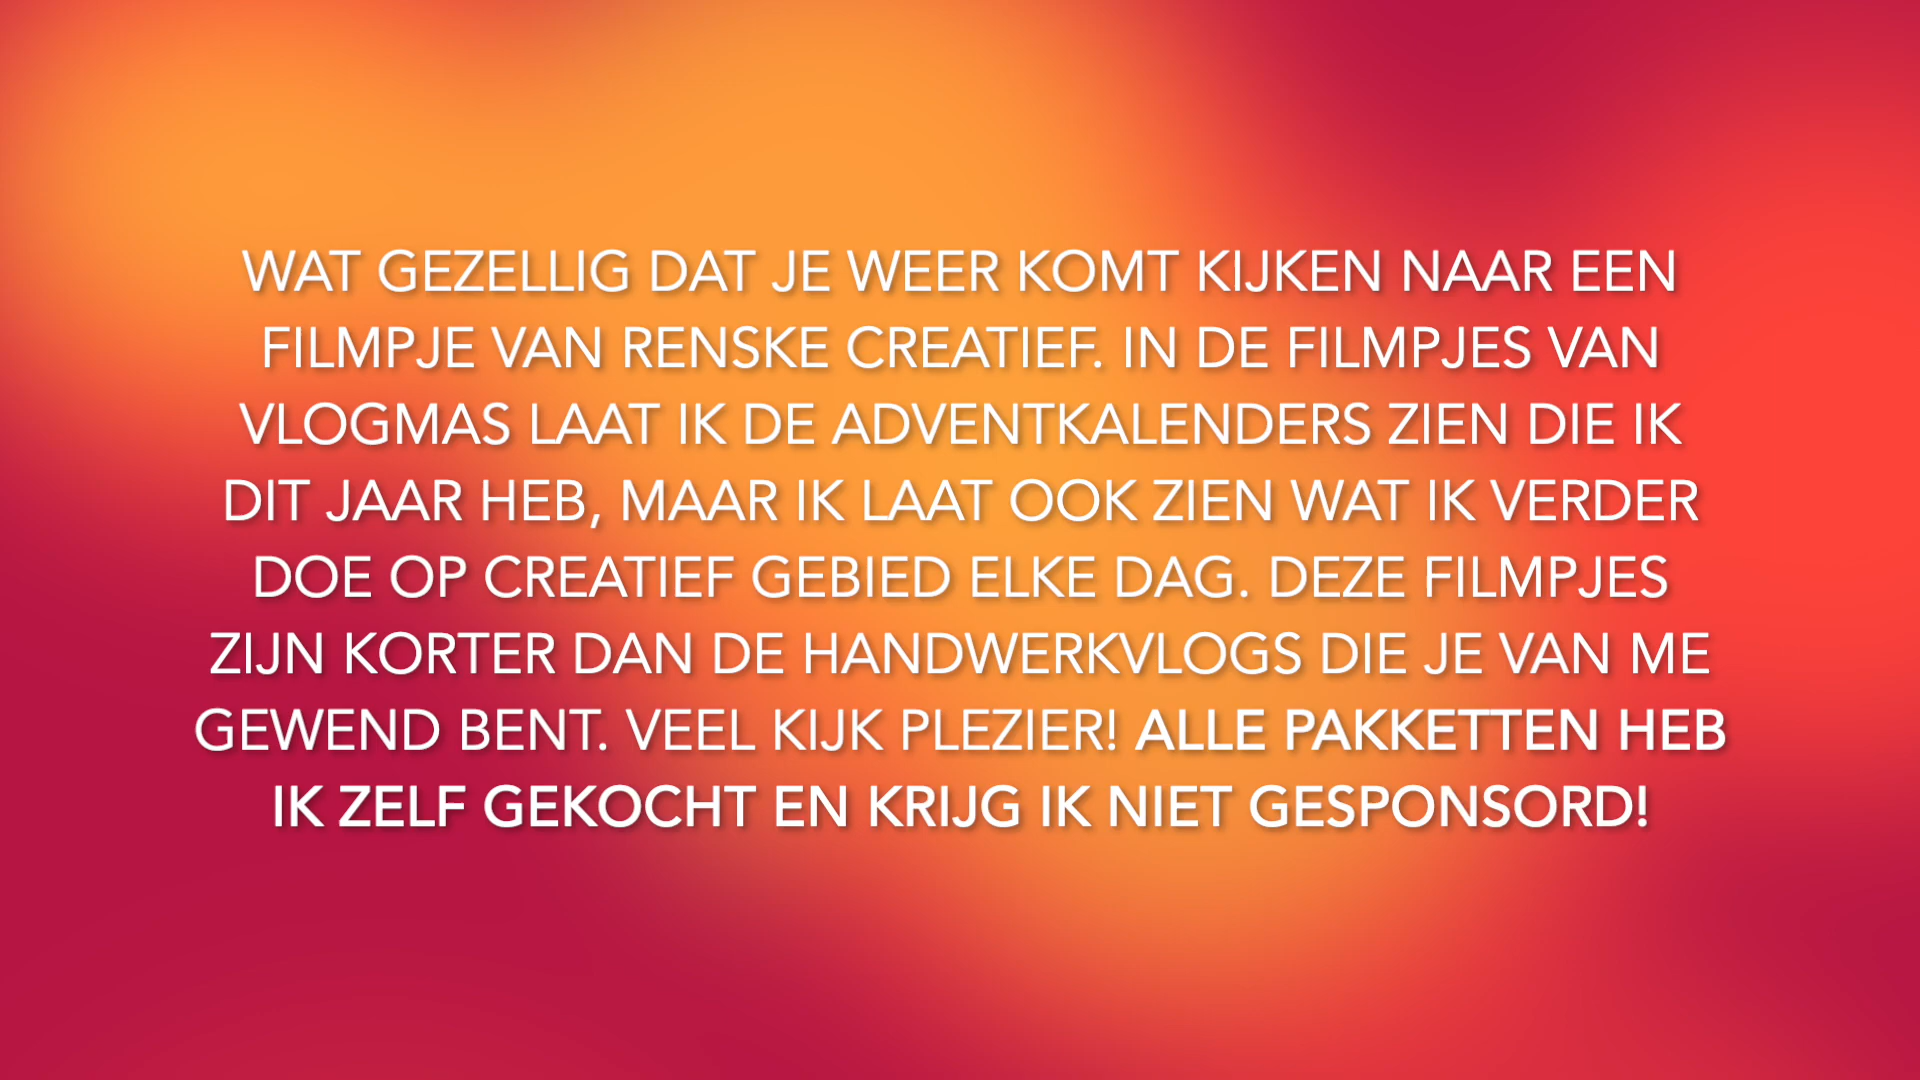 WAT GEZELLIG DAT JE WEER KOMT KIJKEN NAAR EEN
FILMPJE VAN RENSKE CREATIEF. IN DE FILMPJES VAN
VLOGMAS LAAT IK DE ADVENTKALENDERS ZIEN DIE IK
DIT JAAR HEB, MAAR IK LAAT OOK ZIEN WAT IK VERDER
DOE OP CREATIEF GEBIED ELKE DAG. DEZE FILMPJES
ZIJN KORTER DAN DE HANDWERKVLOGS DIE JE VAN ME
GEWEND BENT. VEEL KIJK PLEZIER! ALLE PAKKETTEN HEB
IK ZELF GEKOCHT EN KRIJG IK NIET GESPONSORD!